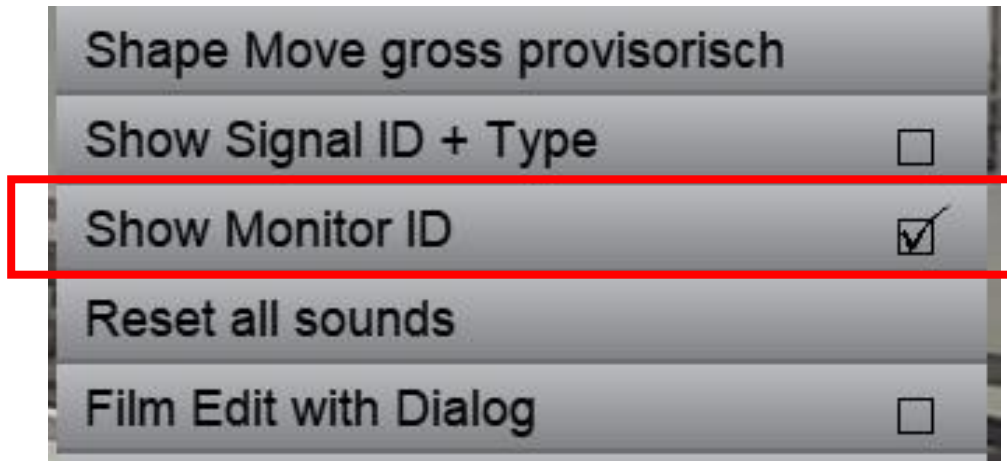 Shape Move gross provisorisch
Show Signal ID + Type
Show Monitor ID
Reset all sounds
Film Edit with Dialog